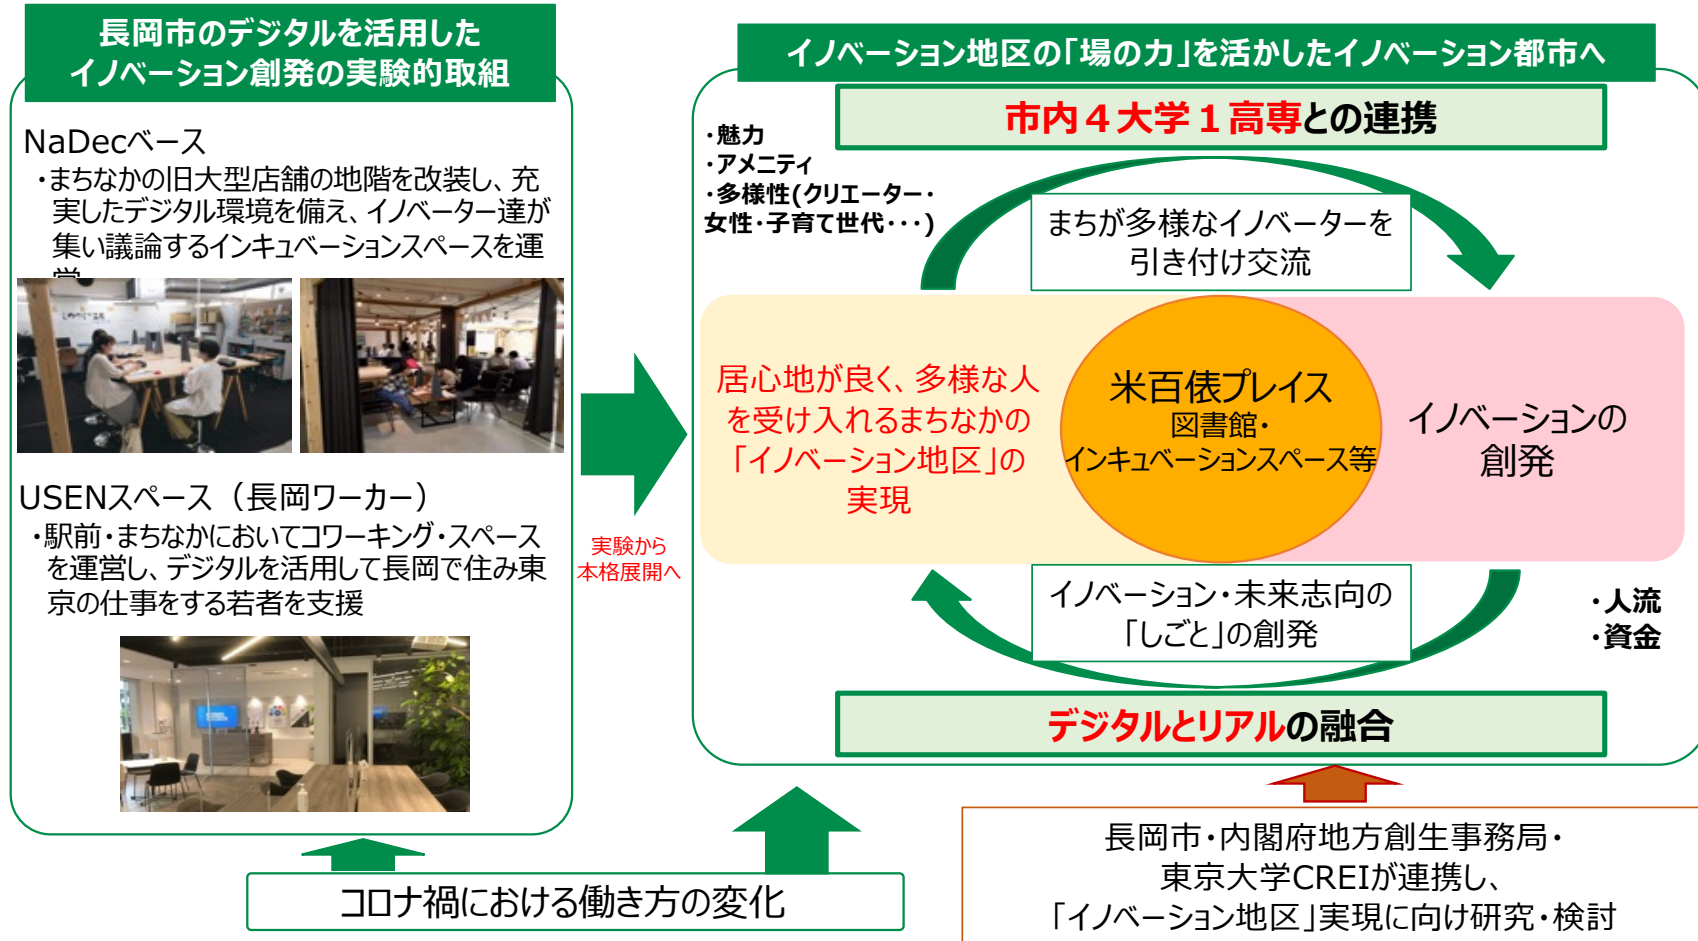 長岡市のデジタルを活用した
イノベーション創発の実験的取組
NaDecベース
・まちなかの旧大型店舗の地階を改装し、充
実したデジタル環境を備え、イノベーター達が
集い議論するインキュベーションスペースを運
営
USENスペース（長岡ワーカー）
・駅前・まちなかにおいてコワーキング・スペース
を運営し、デジタルを活用して長岡で住み東
京の仕事をする若者を支援
実験から
本格展開へ
イノベーション地区の「場の力」を活かしたイノベーション都市へ
市内４大学１高専との連携
・魅力
・アメニティ
・多様性(クリエーター・
女性・子育て世代・・・)
まちが多様なイノベーターを
引き付け交流
居心地が良く、多様な人
を受け入れるまちなかの
「イノベーション地区」の
実現
米百俵プレイス
図書館・
インキュベーションスペース等
イノベーションの
創発
イノベーション・未来志向の
「しごと」の創発
・人流
・資金
デジタルとリアルの融合
コロナ禍における働き方の変化
長岡市・内閣府地方創生事務局・
東京大学CREIが連携し、
「イノベーション地区」実現に向け研究・検討